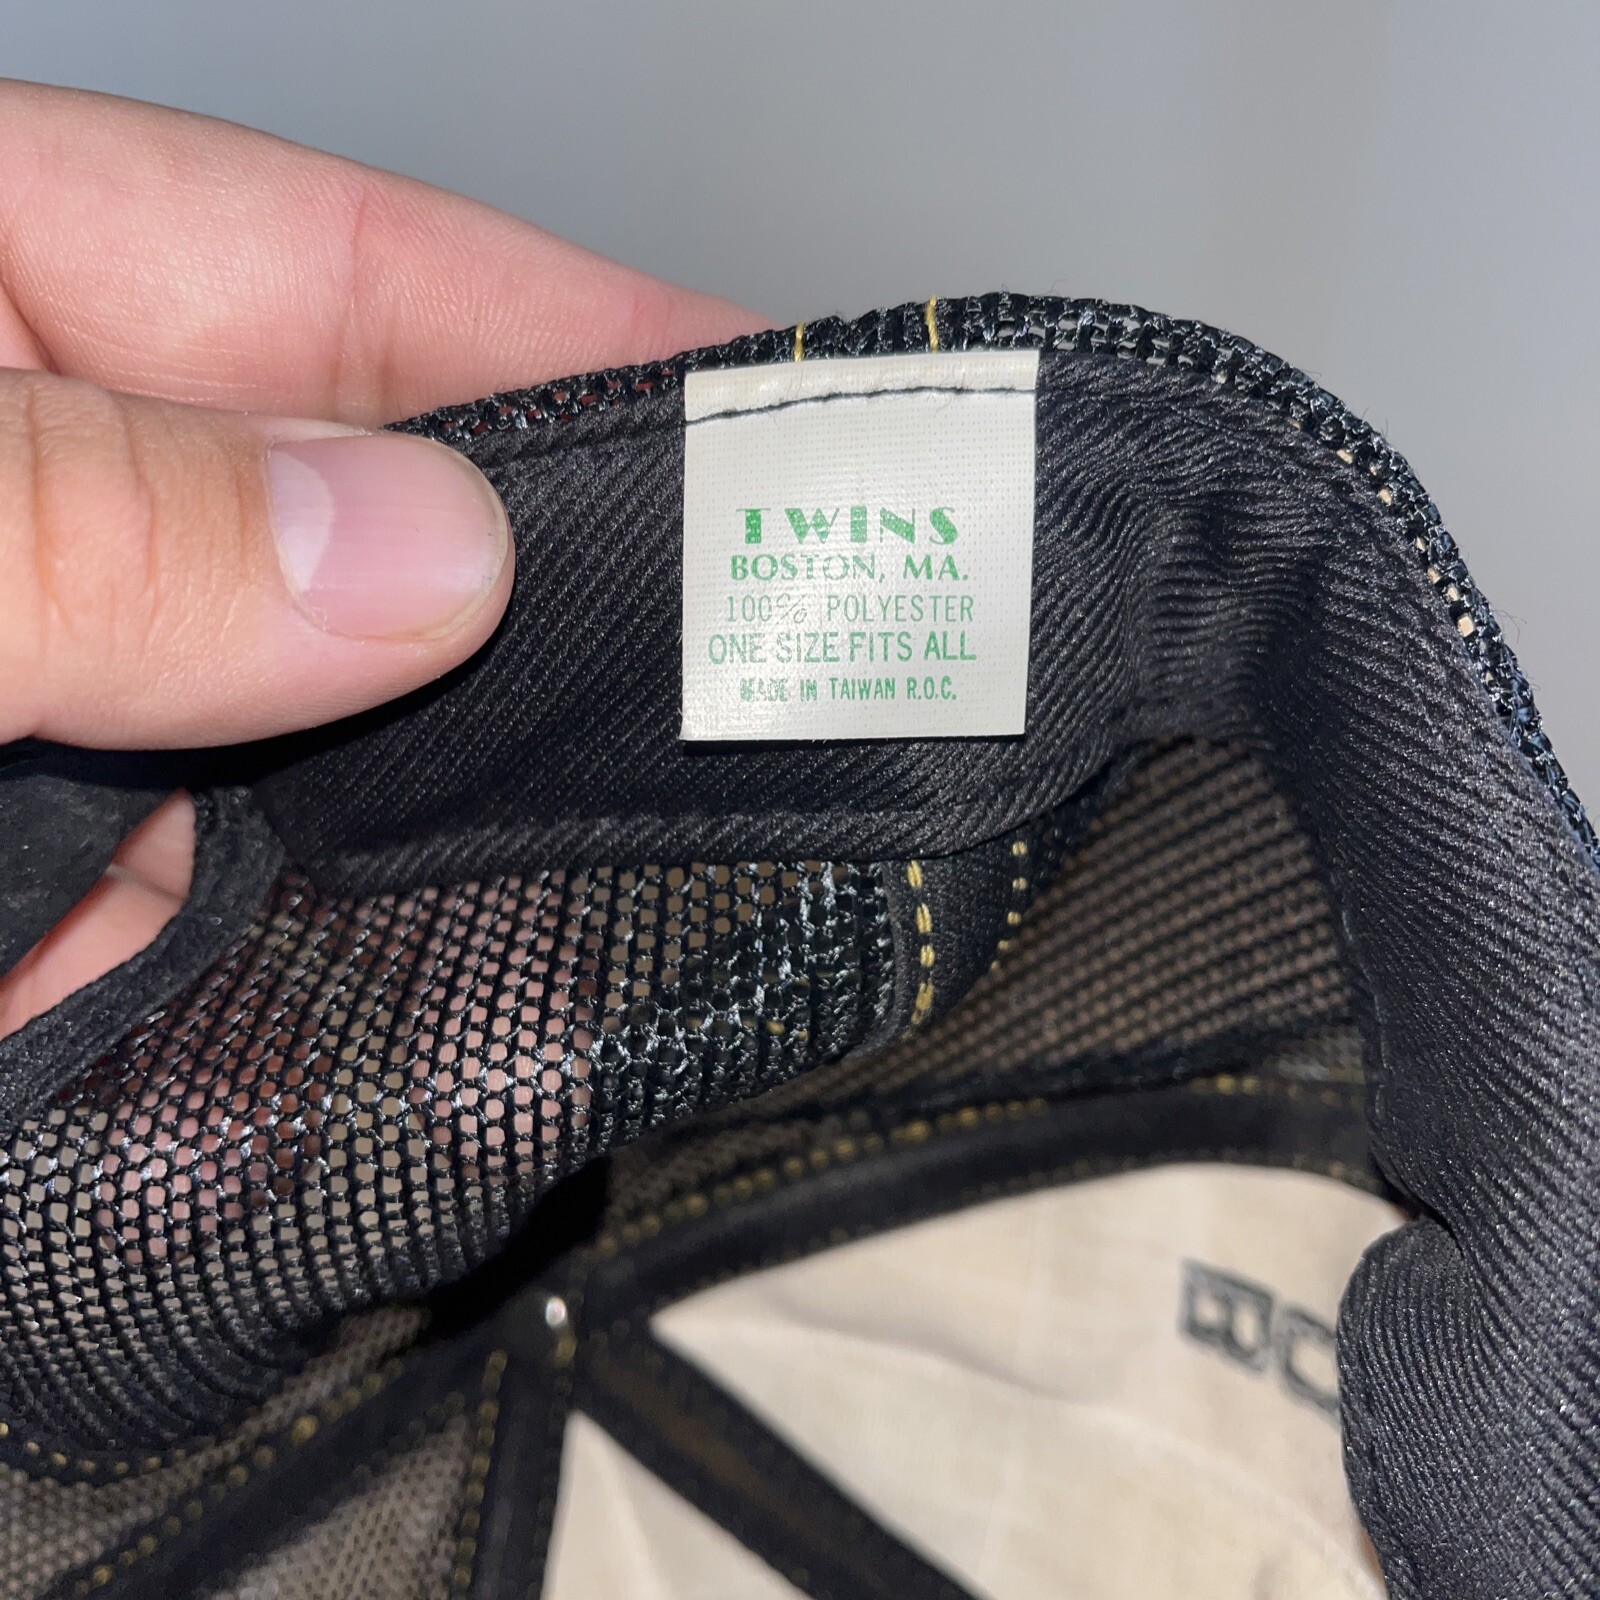 TWINS
BOSTON, MA.
100% POLYESTER
ONE SIZE FITS ALL
MADE IN TAIWAN R.O.C.